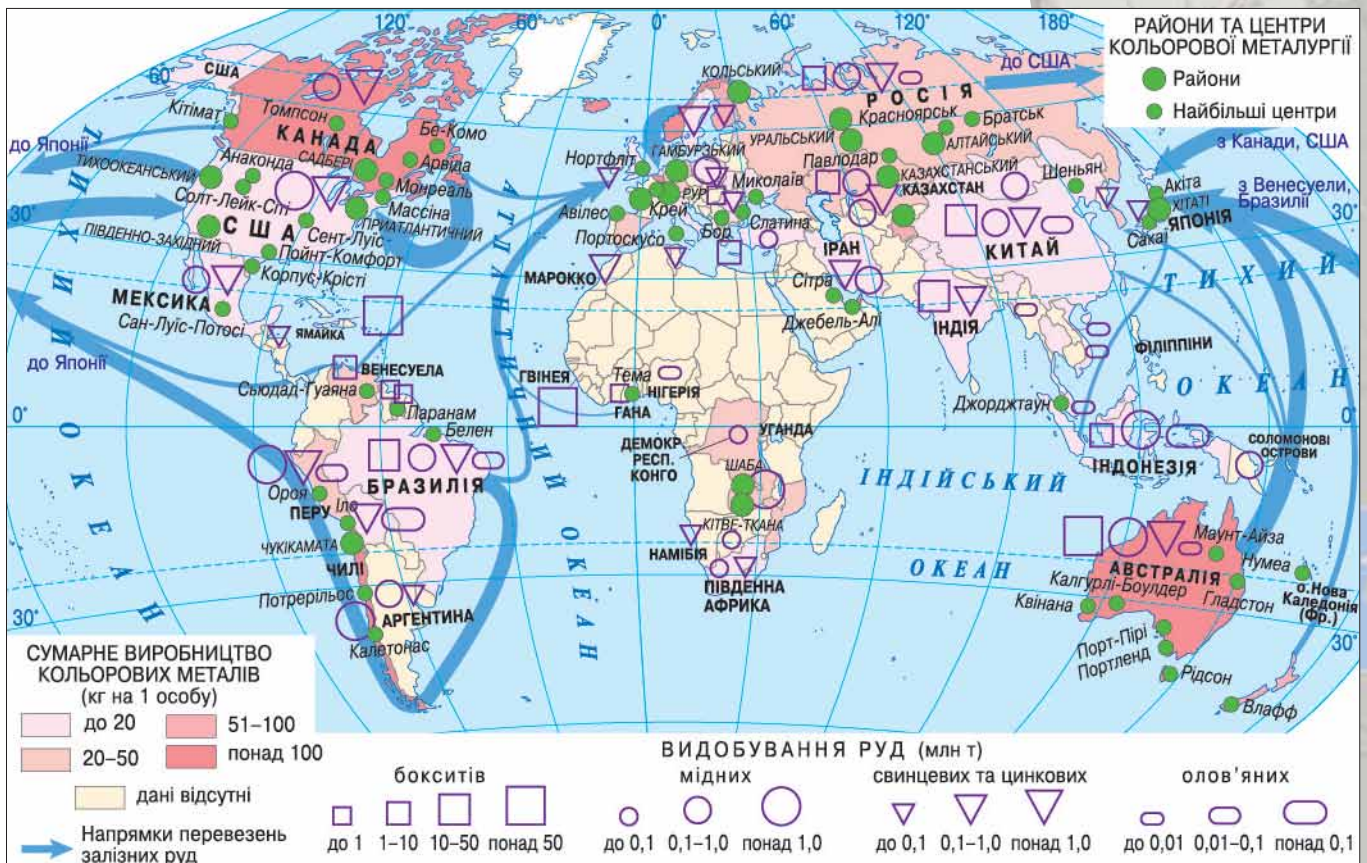 120°
60°
0°
60°
120°
180°
РАЙОНИ ТА ЦЕНТРИ
КОЛЬОРОВОЇ МЕТАЛУРГІЇ
Райони
Найбільші центри
60°
США
Кітімат
Томпсон
КАНАДА
Бе-Комо
САДБЕРІ
Арвіда
Анаконда
Монреаль
Массіна
до Японії
ТИХООКЕАНСЬКИЙ
Солт-Лейк-Сіті
30°
США
ПРИАТЛАНТИЧНИЙ
ПІВДЕННО-ЗАХІДНИЙ
Сент-Луїс
Пойнт-Комфорт
Корпус-Крісті
МЕКСИКА
Сан-Луїс-Потосі
ЯМАЙКА
до Японії
ВЕНЕСУЕЛА
Сьюдад-Гуаяна
Паранам
Белен
0°
БРАЗИЛІЯ
Ороя
ПЕРУ
Іло
ЧУКІКАМАТА
ЧИЛІ
Потрерільос
АРГЕНТИНА
Калетонас
30°
ТИХИЙ ОКЕАН
АТЛАНТИЧНИЙ ОКЕАН
КОЛЬСЬКИЙ
РОСІЯ
до США
Красноярськ
Братськ
УРАЛЬСЬКИЙ
АЛТАЙСЬКИЙ
Нортфліт
ГАМБУРЗЬКИЙ
Павлодар
КАЗАХСТАНСЬКИЙ
КАЗАХСТАН
Шеньян
з Канади, США
РУР
Миколаїв
Авілес
Крей
Слатина
Бор
Портоскусо
Акіта
ХІТАТІ
ЯПОНІЯ
Сакаі
з Венесуели,
Бразилії
30°
КИТАЙ
ІРАН
МАРОККО
Сітра
Джебель-Алі
ІНДІЯ
ТИХИЙ
ОКЕАН
ФІЛІППІНИ
ГВІНЕЯ
Тема
НІГЕРІЯ
ГАНА
Джорджтаун
0°
УГАНДА
ДЕМОКР.
РЕСП.
КОНГО
ШАБА
СОЛОМОНОВІ
ОСТРОВИ
ІНДОНЕЗІЯ
ІНДІЙСЬКИЙ
ОКЕАН
КІТВЕ-ТКАНА
НАМІБІЯ
ПІВДЕННА
АФРИКА
Маунт-Айза
АВСТРАЛІЯ
Нумеа
о.Нова
Каледонія
(Фр.)
Калгурлі-Боулдер
Гладстон
Квінана
Порт-Пірі
Портленд
Рідсон
Влафф
30°
СУМАРНЕ ВИРОБНИЦТВО
КОЛЬОРОВИХ МЕТАЛІВ
(кг на 1 особу)
до 20
51–100
20–50
понад 100
дані відсутні
Напрямки перевезень
залізних руд
ВИДОБУВАННЯ РУД (млн т)
бокситів
мідних
свинцевих та цинкових
олов'яних
до 1
1–10
10–50
понад 50
до 0,1
0,1–1,0
понад 1,0
до 0,1
0,1–1,0
понад 1,0
до 0,01
0,01–0,1
понад 0,1